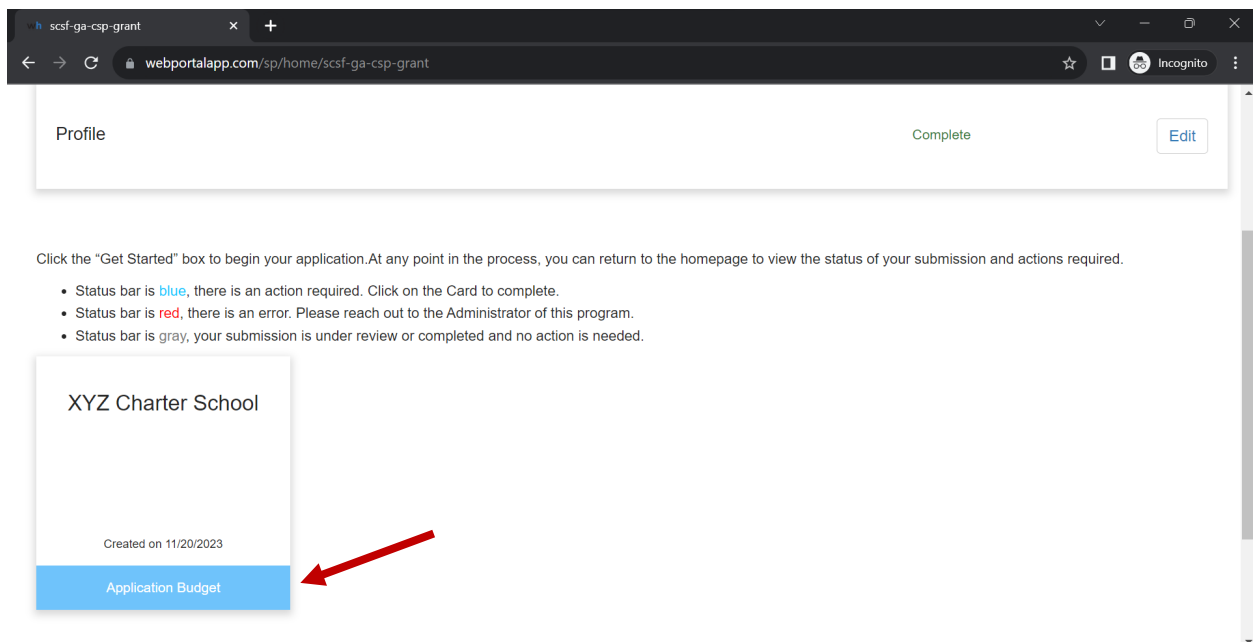 wh scsf-ga-csp-grant
webportalapp.com/sp/home/scsf-ga-csp-grant
Incognito
Profile
Complete
Edit
Click the “Get Started” box to begin your application.At any point in the process, you can return to the homepage to view the status of your submission and actions required.
• Status bar is blue, there is an action required. Click on the Card to complete.
• Status bar is red, there is an error. Please reach out to the Administrator of this program.
• Status bar is gray, your submission is under review or completed and no action is needed.
XYZ Charter School
Created on 11/20/2023
Application Budget